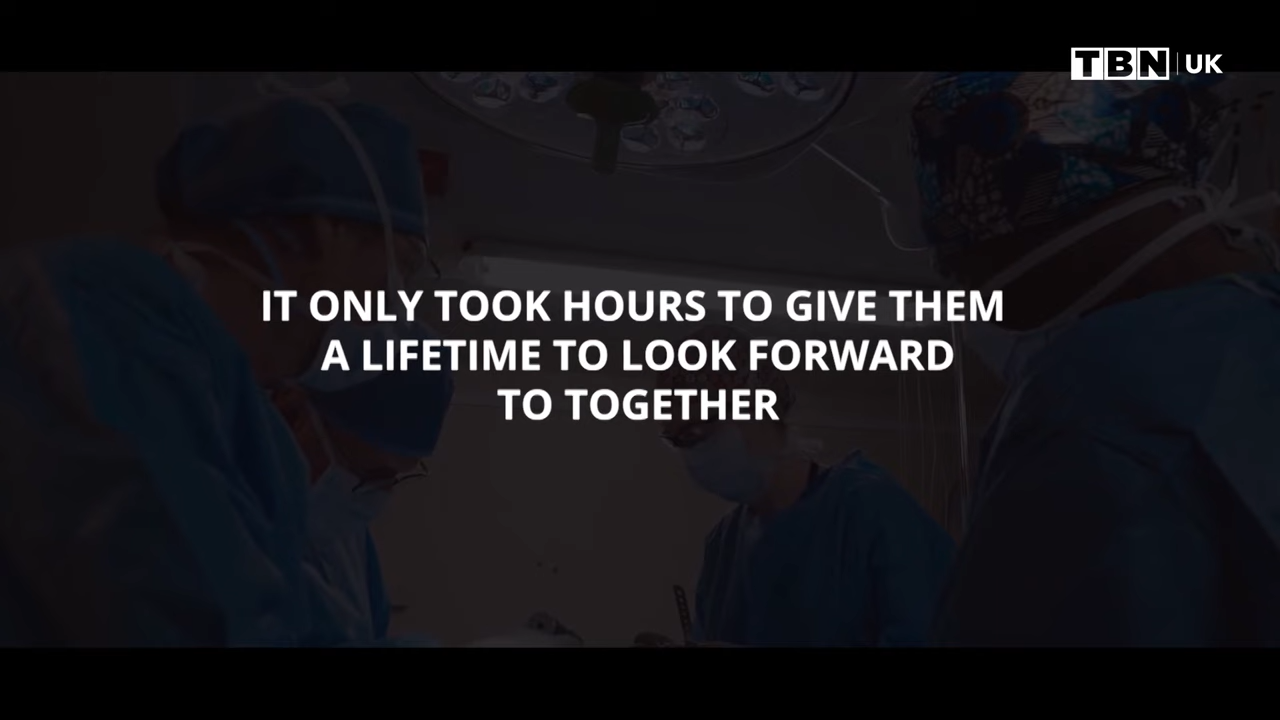 TBN UK
IT ONLY TOOK HOURS TO GIVE THEM
A LIFETIME TO LOOK FORWARD
TO TOGETHER